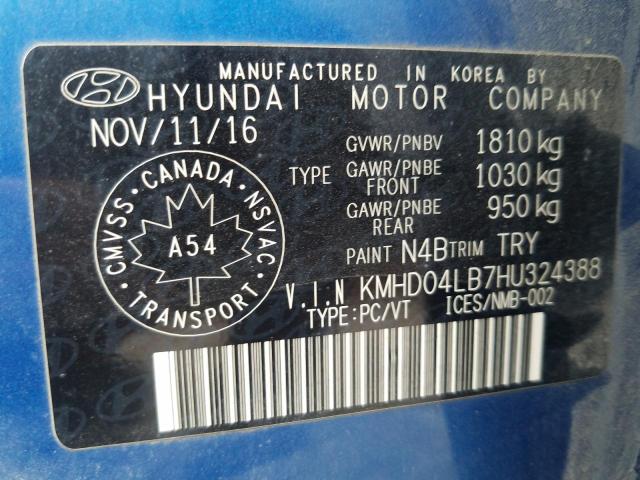 MANUFACTURED IN KOREA BY
HYUNDAI MOTOR COMPANY
NOV/11/16
GVWR/PNBV 1810 kg
TYPE GAWR/PNBE FRONT 1030 kg
GAWR/PNBE REAR 950 kg
PAINT N4B TRIM TRY
CMVSS · CANADA · NSVAC
A54
TRANSPORT
V.I.N KMHD04LB7HU324388
TYPE:PC/VT ICES/NMB-002